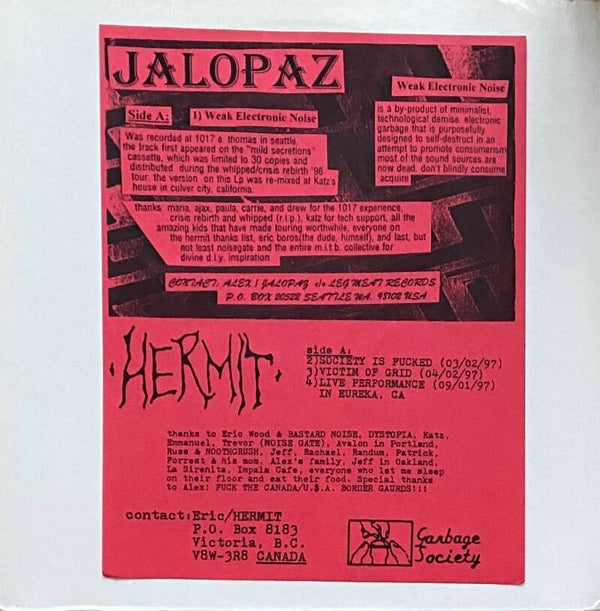 JALOPAZ
Side A: 1) Weak Electronic Noise
Was recorded at 1017 e. thomas in seattle.
the track first appeared on the "mild secretions"
cassette, which was limited to 30 copies and
distributed during the whipped/crisis rebirth '96
tour. the version on this Lp was re-mixed at Katz's
house in culver city, california.
Weak Electronic Noise
is a by-product of minimalist,
technological demise. electronic
garbage that is purposefully
designed to self-destruct in an
attempt to promote consumerism
most of the sound sources are
now dead. don't blindly consume
acquire
thanks: maria, ajax, paula, carrie, and drew for the 1017 experience,
crisis rebirth and whipped (r.i.p.), katz for tech support, all the
amazing kids that have made touring worthwhile, everyone on
the hermit thanks list, eric boros(the dude, himself), and last, but
not least noisegate and the entire m.i.t.b. collective for
divine d.i.y. inspiration
CONTACT: ALEX / JALOPAZ c/o LEG MEAT RECORDS
P.O. BOX 20522 SEATTLE WA. 98102 USA
HERMIT
side A:
2)SOCIETY IS FUCKED (03/02/97)
3)VICTIM OF GRID (04/02/97)
4)LIVE PERFORMANCE (09/01/97)
IN EUREKA, CA
thanks to Eric Wood & BASTARD NOISE, DYSTOPIA, Katz,
Emmanuel, Trevor (NOISE GATE), Avalon in Portland,
Russ & NOOTHGRUSH, Jeff, Rachael, Randum, Patrick,
Forrest & his mom, Alex's family, Jeff in Oakland,
La Sirenita, Impala Cafe, everyone who let me sleep
on their floor and eat their food. Special thanks
to Alex! FUCK THE CANADA/U.$.A. BORDER GAURDS!!!
contact:Eric/HERMIT
P.O. Box 8183
Victoria, B.C.
V8W-3R8 CANADA
Garbage
Society